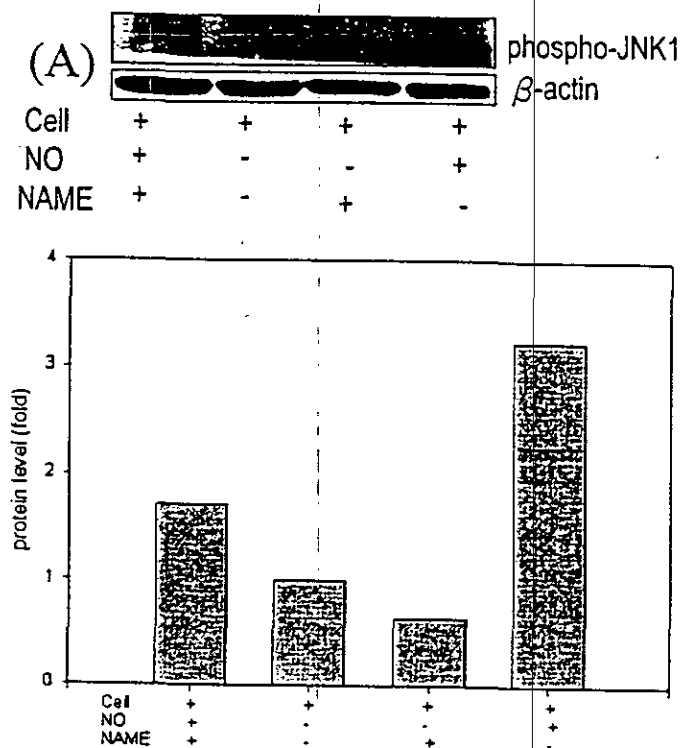 (A)
phospho-JNK1
β-actin
Cell + + + +
NO + - - +
NAME + - + -
4
3
2
1
0
protein level (fold)
Cell + + + +
NO + - - +
NAME + - + -